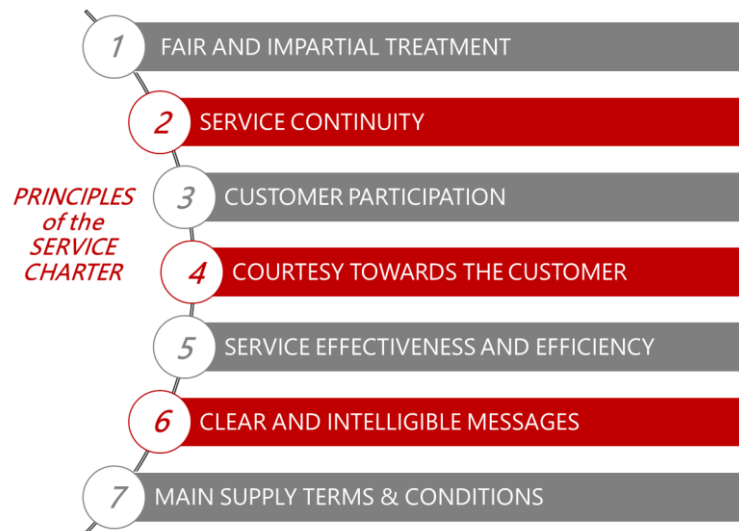 1 FAIR AND IMPARTIAL TREATMENT
2 SERVICE CONTINUITY
3 CUSTOMER PARTICIPATION
PRINCIPLES
of the
SERVICE
CHARTER
4 COURTESY TOWARDS THE CUSTOMER
5 SERVICE EFFECTIVENESS AND EFFICIENCY
6 CLEAR AND INTELLIGIBLE MESSAGES
7 MAIN SUPPLY TERMS & CONDITIONS